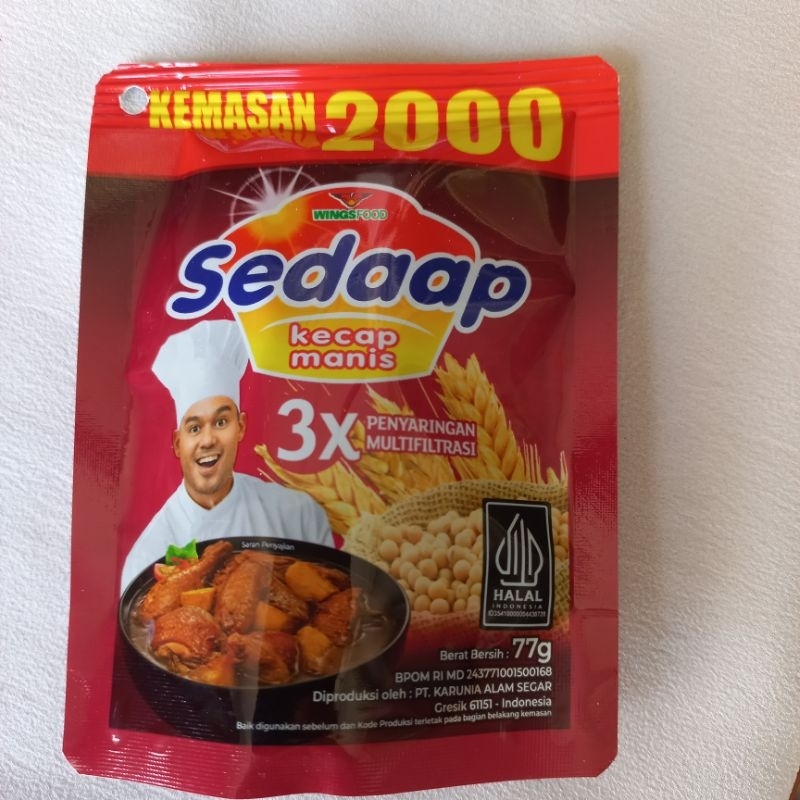 KEMASAN 2000
WINGSFOOD
Sedaap
kecap
manis
3x PENYARINGAN
MULTIFILTRASI
Saran Penyajian
HALAL
INDONESIA
Berat Bersih : 77g
BPOM RI MD 243771001500168
Diproduksi oleh : PT. KARUNIA ALAM SEGAR
Gresik 61151 - Indonesia
Baik digunakan sebelum dan Kode Produksi terletak pada bagian belakang kemasan